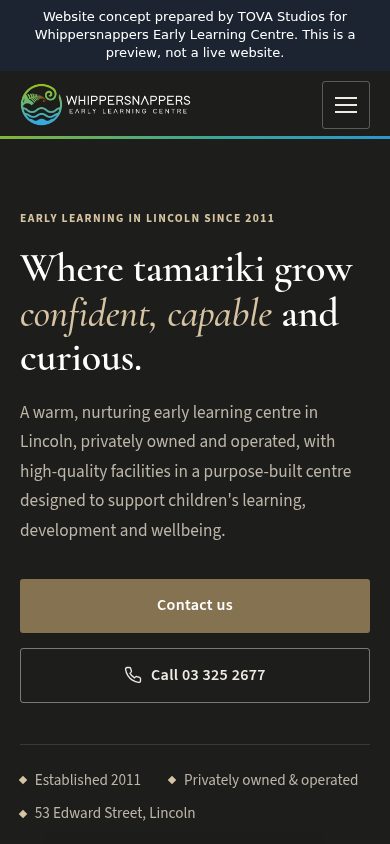 Website concept prepared by TOVA Studios for
Whippersnappers Early Learning Centre. This is a
preview, not a live website.
WHIPPERSNAPPERS
EARLY LEARNING CENTRE
EARLY LEARNING IN LINCOLN SINCE 2011
Where tamariki grow
confident, capable and
curious.
A warm, nurturing early learning centre in
Lincoln, privately owned and operated, with
high-quality facilities in a purpose-built centre
designed to support children's learning,
development and wellbeing.
Contact us
Call 03 325 2677
Established 2011
Privately owned & operated
53 Edward Street, Lincoln